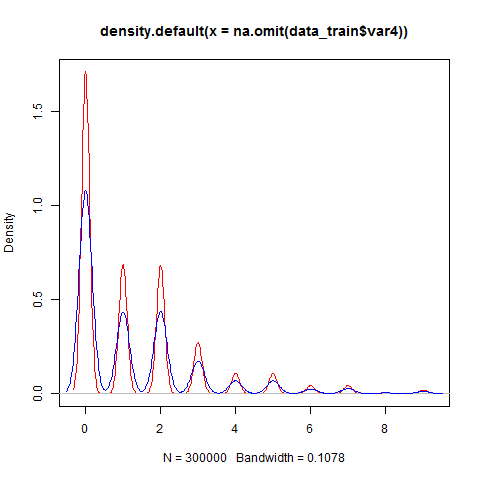 density.default(x = na.omit(data_train$var4))
Density
1.5
1.0
0.5
0.0
0 2 4 6 8
N = 300000 Bandwidth = 0.1078